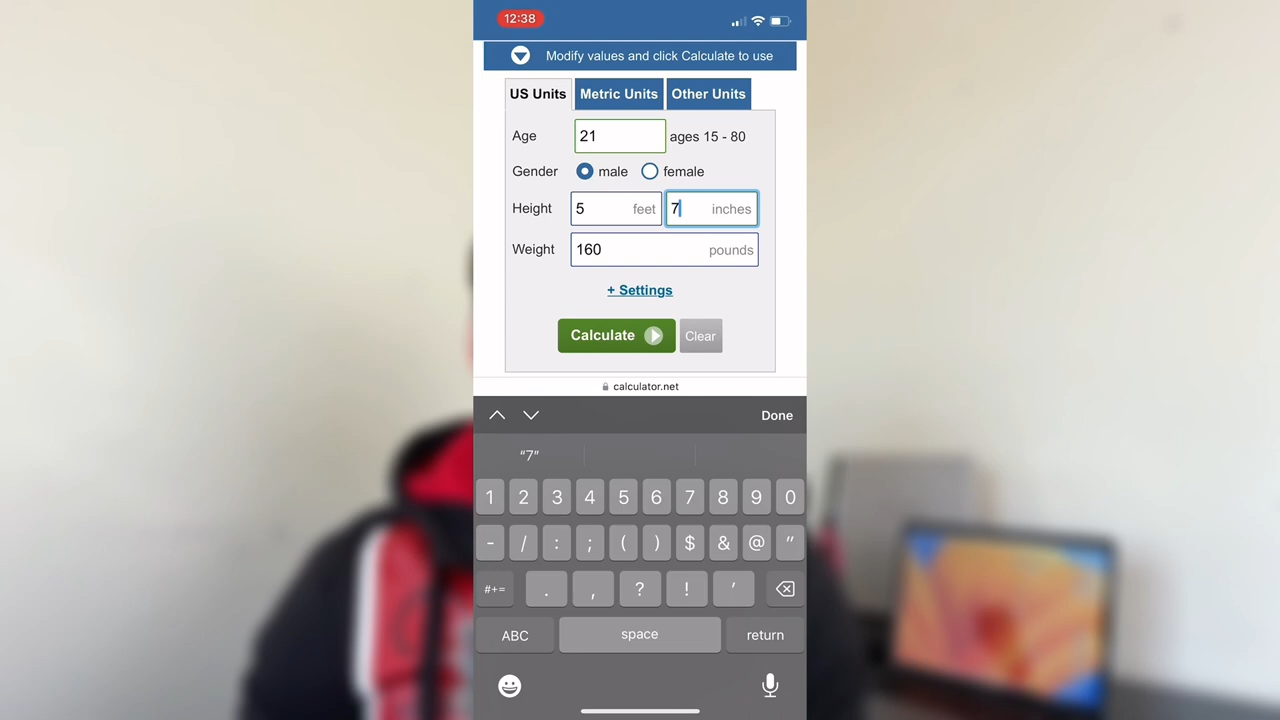 12:38
Modify values and click Calculate to use
US Units Metric Units Other Units
Age 21 ages 15 - 80
Gender male female
Height 5 feet 7 inches
Weight 160 pounds
+ Settings
Calculate Clear
calculator.net
Done
“7”
1 2 3 4 5 6 7 8 9 0
- / : ; ( ) $ & @ "
#+= . , ? ! ’
ABC space return